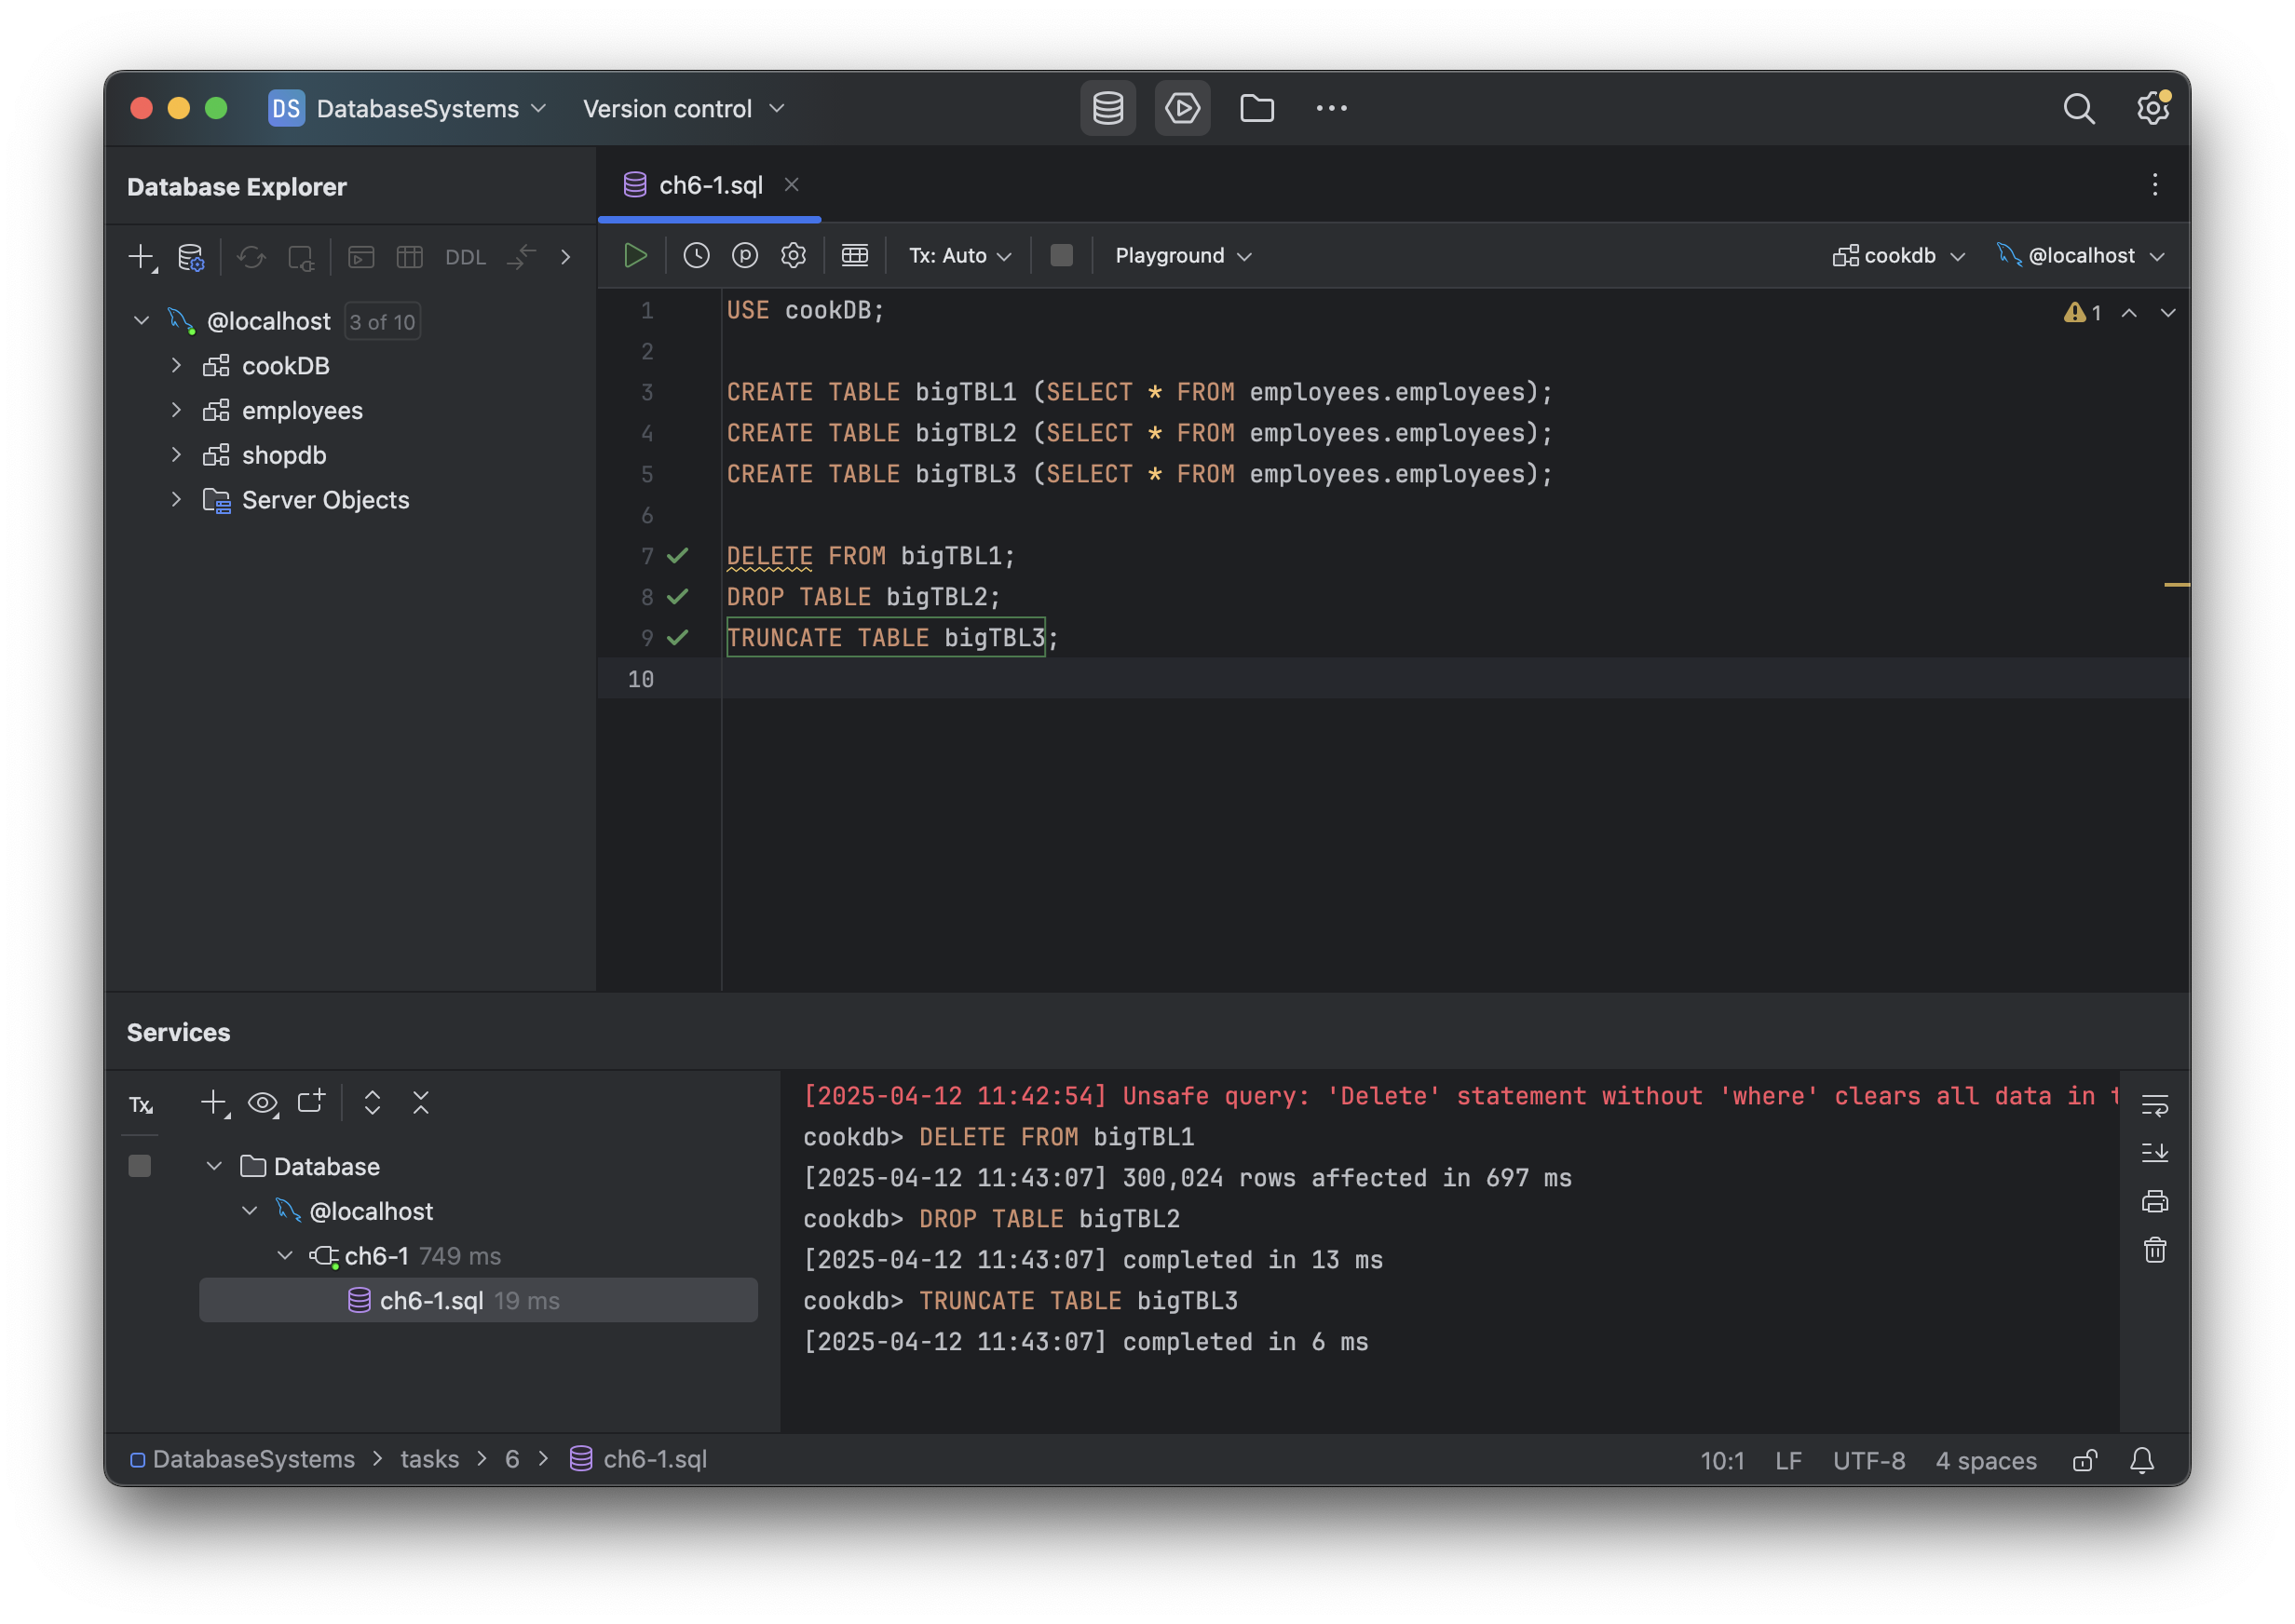 DS DatabaseSystems Version control
Database Explorer
ch6-1.sql
DDL
Tx: Auto Playground cookdb @localhost
@localhost 3 of 10
cookDB
employees
shopdb
Server Objects
1 USE cookDB;
2
3 CREATE TABLE bigTBL1 (SELECT * FROM employees.employees);
4 CREATE TABLE bigTBL2 (SELECT * FROM employees.employees);
5 CREATE TABLE bigTBL3 (SELECT * FROM employees.employees);
6
7 DELETE FROM bigTBL1;
8 DROP TABLE bigTBL2;
9 TRUNCATE TABLE bigTBL3;
10
1
Services
Tx
Database
@localhost
ch6-1 749 ms
ch6-1.sql 19 ms
[2025-04-12 11:42:54] Unsafe query: 'Delete' statement without 'where' clears all data in t
cookdb> DELETE FROM bigTBL1
[2025-04-12 11:43:07] 300,024 rows affected in 697 ms
cookdb> DROP TABLE bigTBL2
[2025-04-12 11:43:07] completed in 13 ms
cookdb> TRUNCATE TABLE bigTBL3
[2025-04-12 11:43:07] completed in 6 ms
DatabaseSystems > tasks > 6 > ch6-1.sql
10:1 LF UTF-8 4 spaces